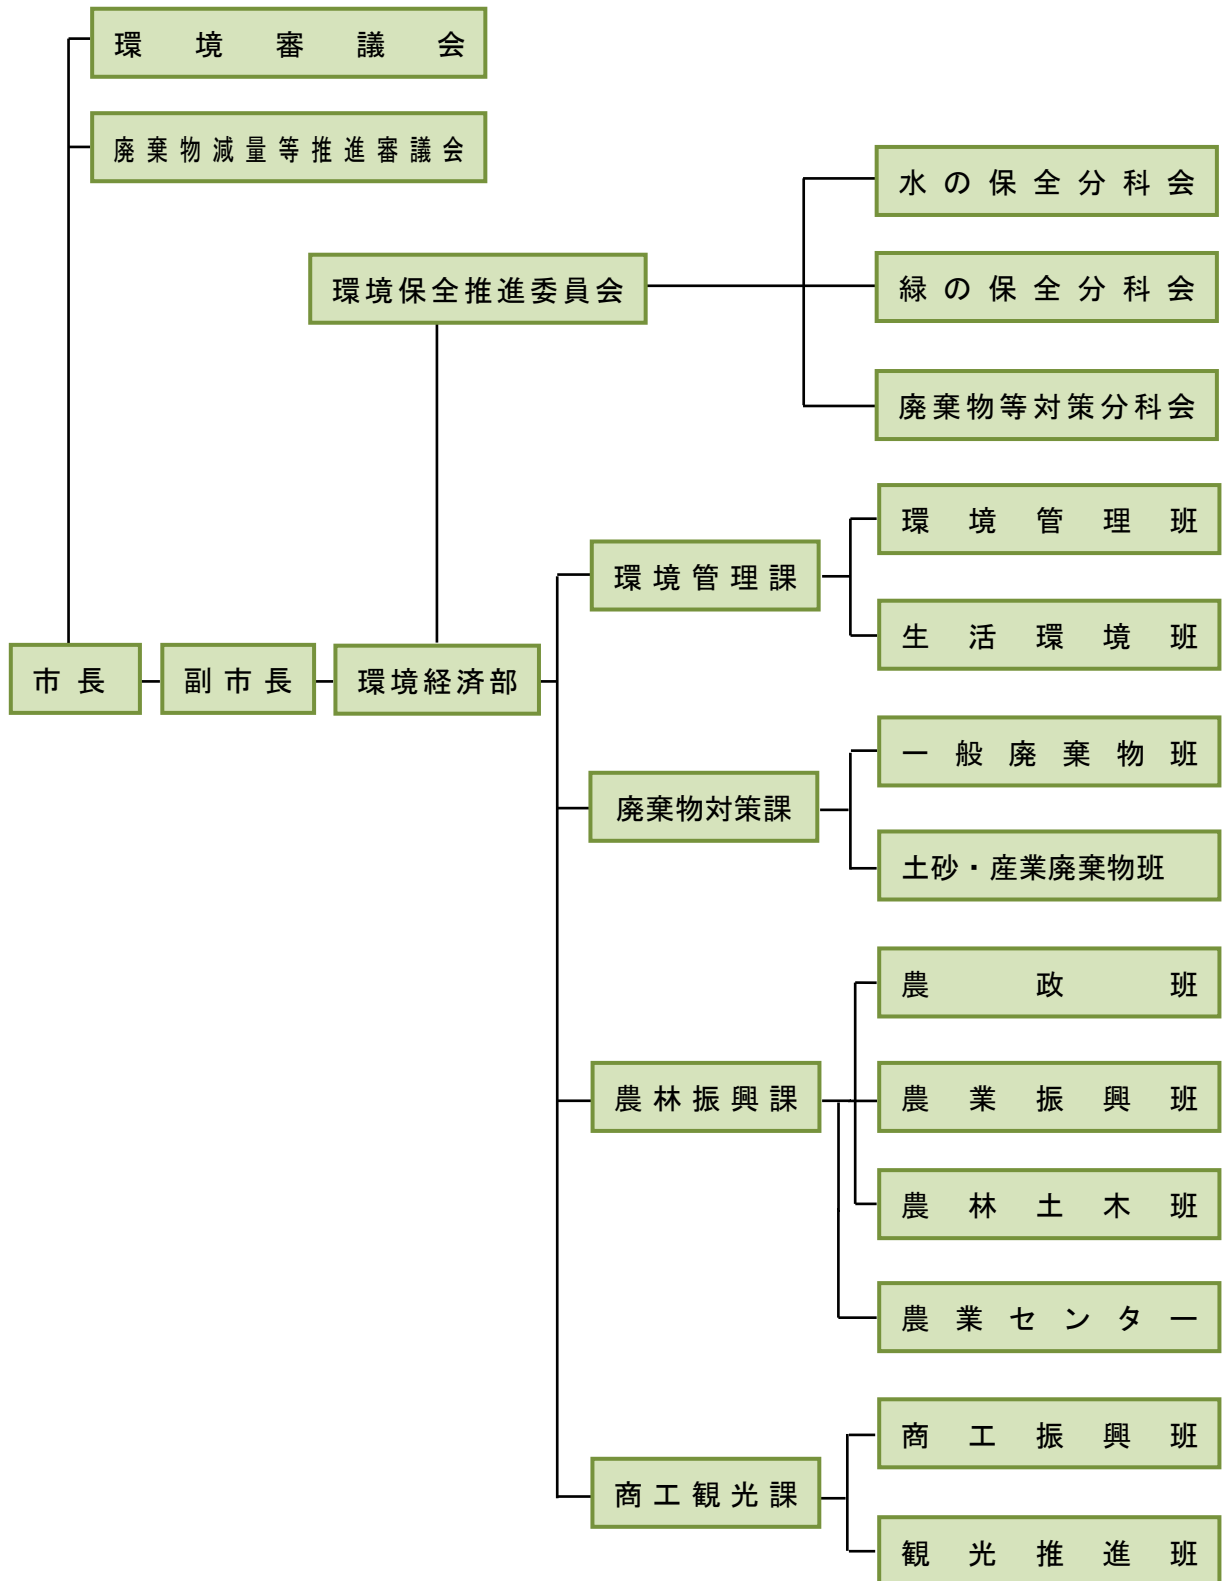 環境審議会
廃棄物減量等推進審議会
水の保全分科会
環境保全推進委員会
緑の保全分科会
廃棄物等対策分科会
環境管理班
環境管理課
生活環境班
市長
副市長
環境経済部
一般廃棄物班
廃棄物対策課
土砂・産業廃棄物班
農政班
農林振興課
農業振興班
農林土木班
農業センター
商工振興班
商工観光課
観光推進班